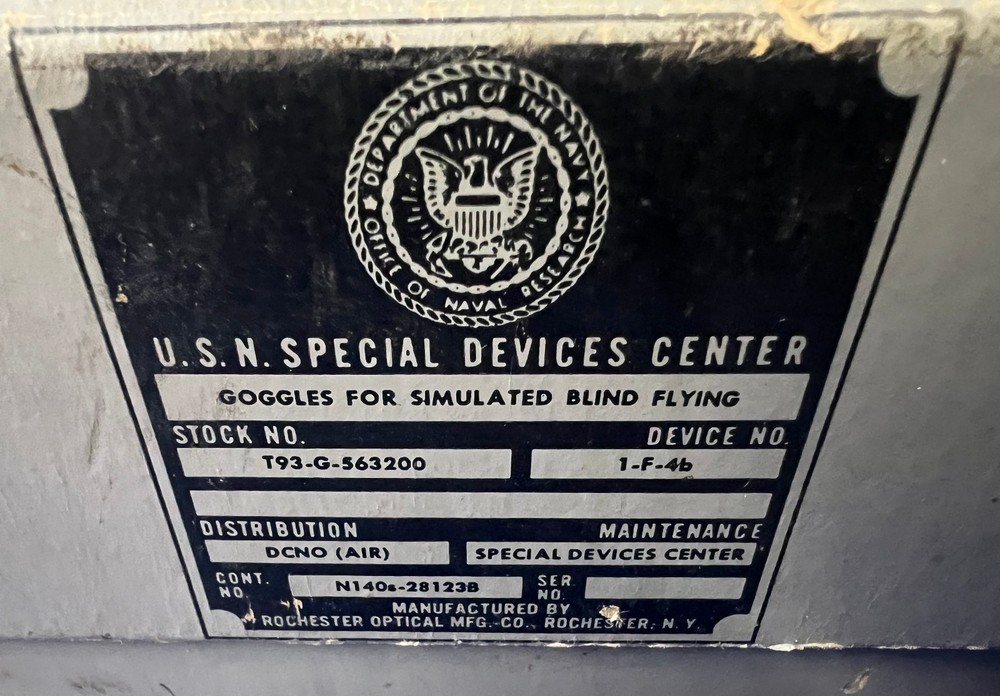 DEPARTMENT OF THE NAVY
OFFICE OF NAVAL RESEARCH
U.S.N. SPECIAL DEVICES CENTER
GOGGLES FOR SIMULATED BLIND FLYING
STOCK NO. DEVICE NO.
T93-G-563200 1-F-4b
DISTRIBUTION MAINTENANCE
DCNO (AIR) SPECIAL DEVICES CENTER
CONT. NO. N140s-28123B SER. NO.
MANUFACTURED BY
ROCHESTER OPTICAL MFG. CO. ROCHESTER, N.Y.